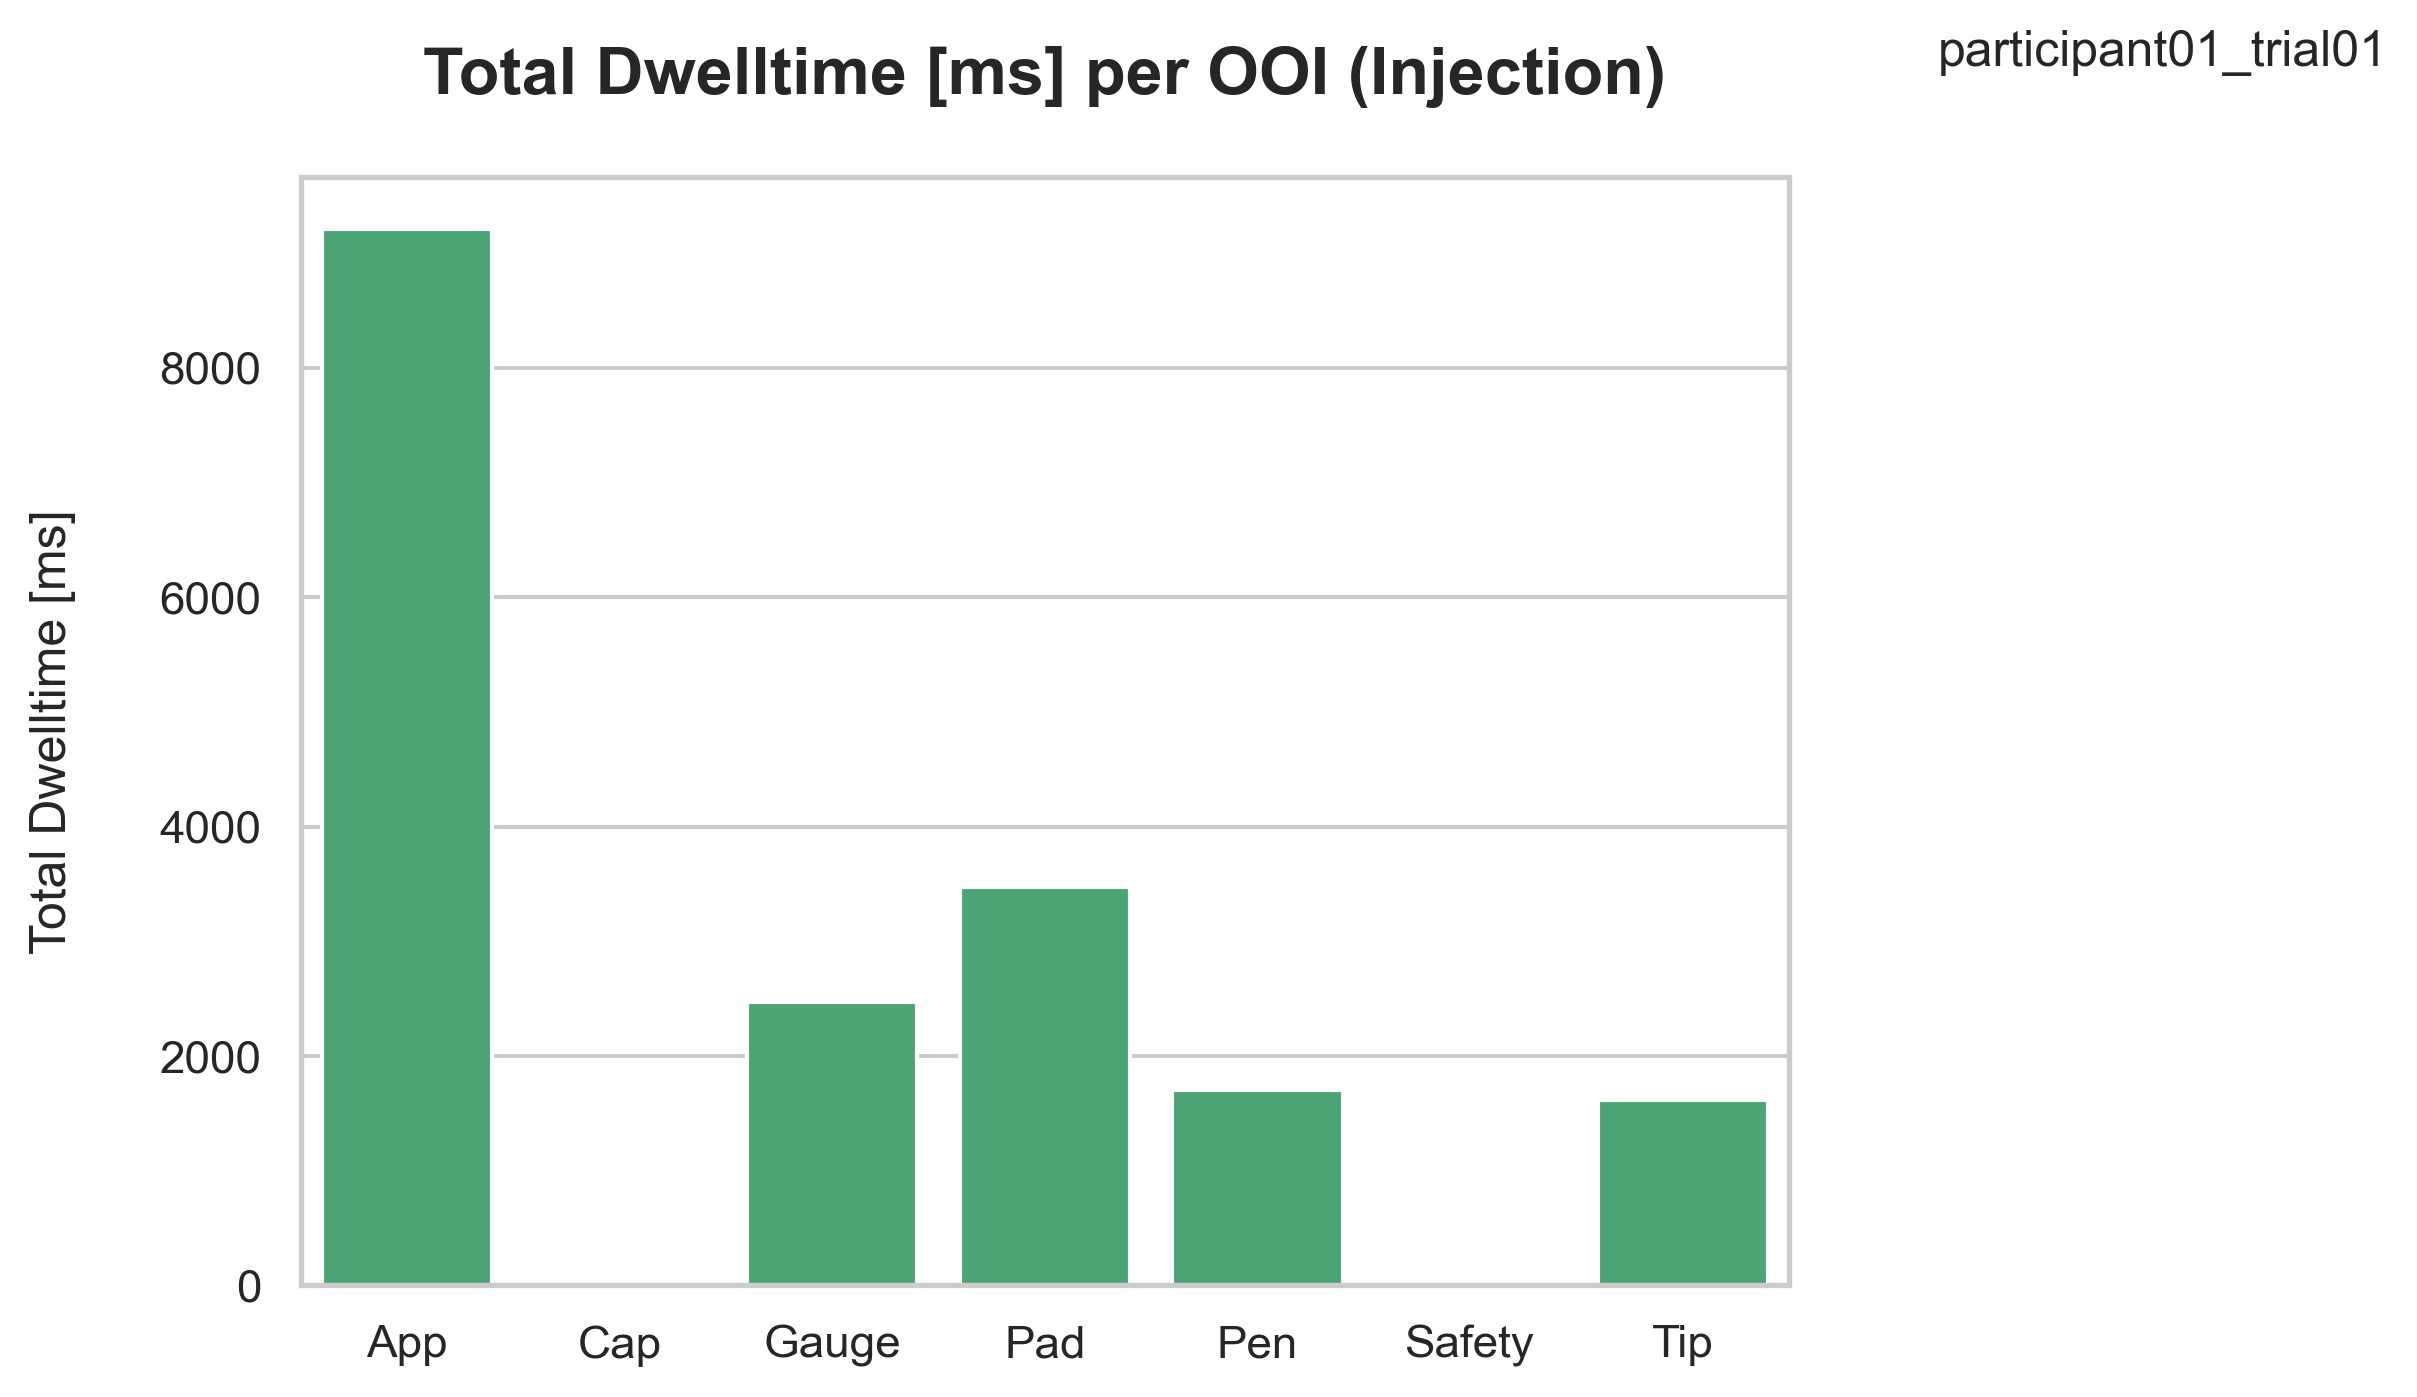 participant01_trial01
Total Dwelltime [ms] per OOI (Injection)
Total Dwelltime [ms]
8000
6000
4000
2000
0
App Cap Gauge Pad Pen Safety Tip